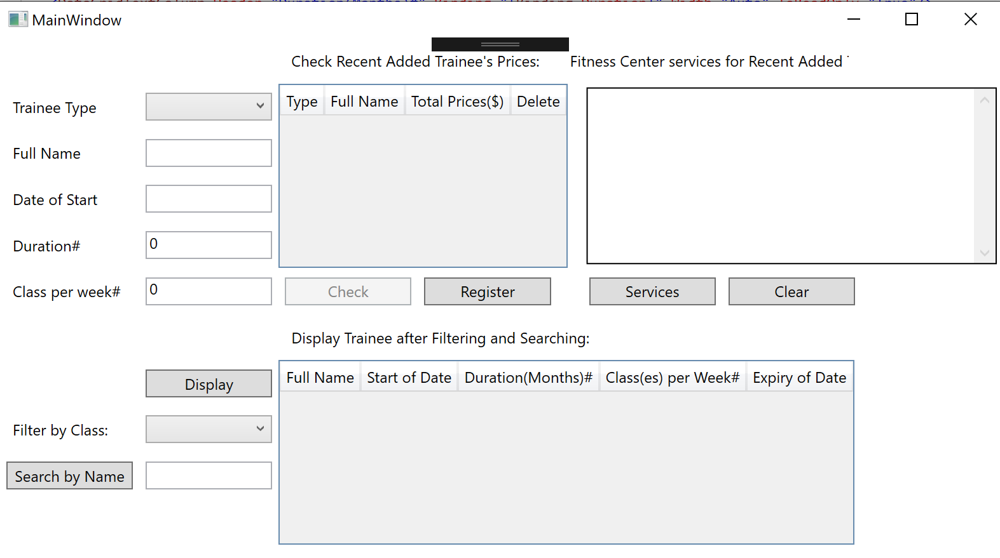 MainWindow
Check Recent Added Trainee's Prices:
Fitness Center services for Recent Added
Trainee Type
Type Full Name Total Prices($) Delete
Full Name
Date of Start
Duration# 0
Class per week# 0
Check Register Services Clear
Display Trainee after Filtering and Searching:
Display
Full Name Start of Date Duration(Months)# Class(es) per Week# Expiry of Date
Filter by Class:
Search by Name